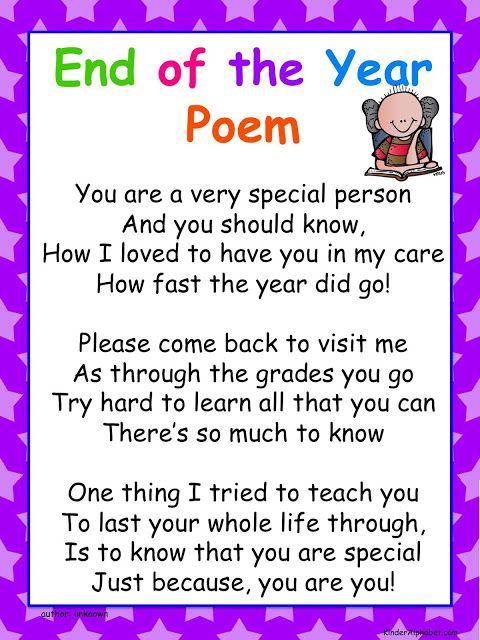 End of the Year
Poem
You are a very special person
And you should know,
How I loved to have you in my care
How fast the year did go!
Please come back to visit me
As through the grades you go
Try hard to learn all that you can
There's so much to know
One thing I tried to teach you
To last your whole life through,
Is to know that you are special
Just because, you are you!
author: unknown
KinderAlphabet.com